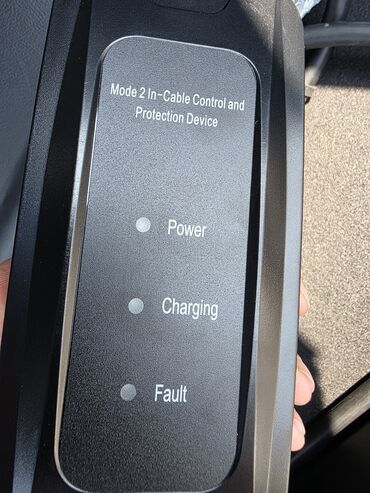 Mode 2 In-Cable Control and
Protection Device
Power
Charging
Fault